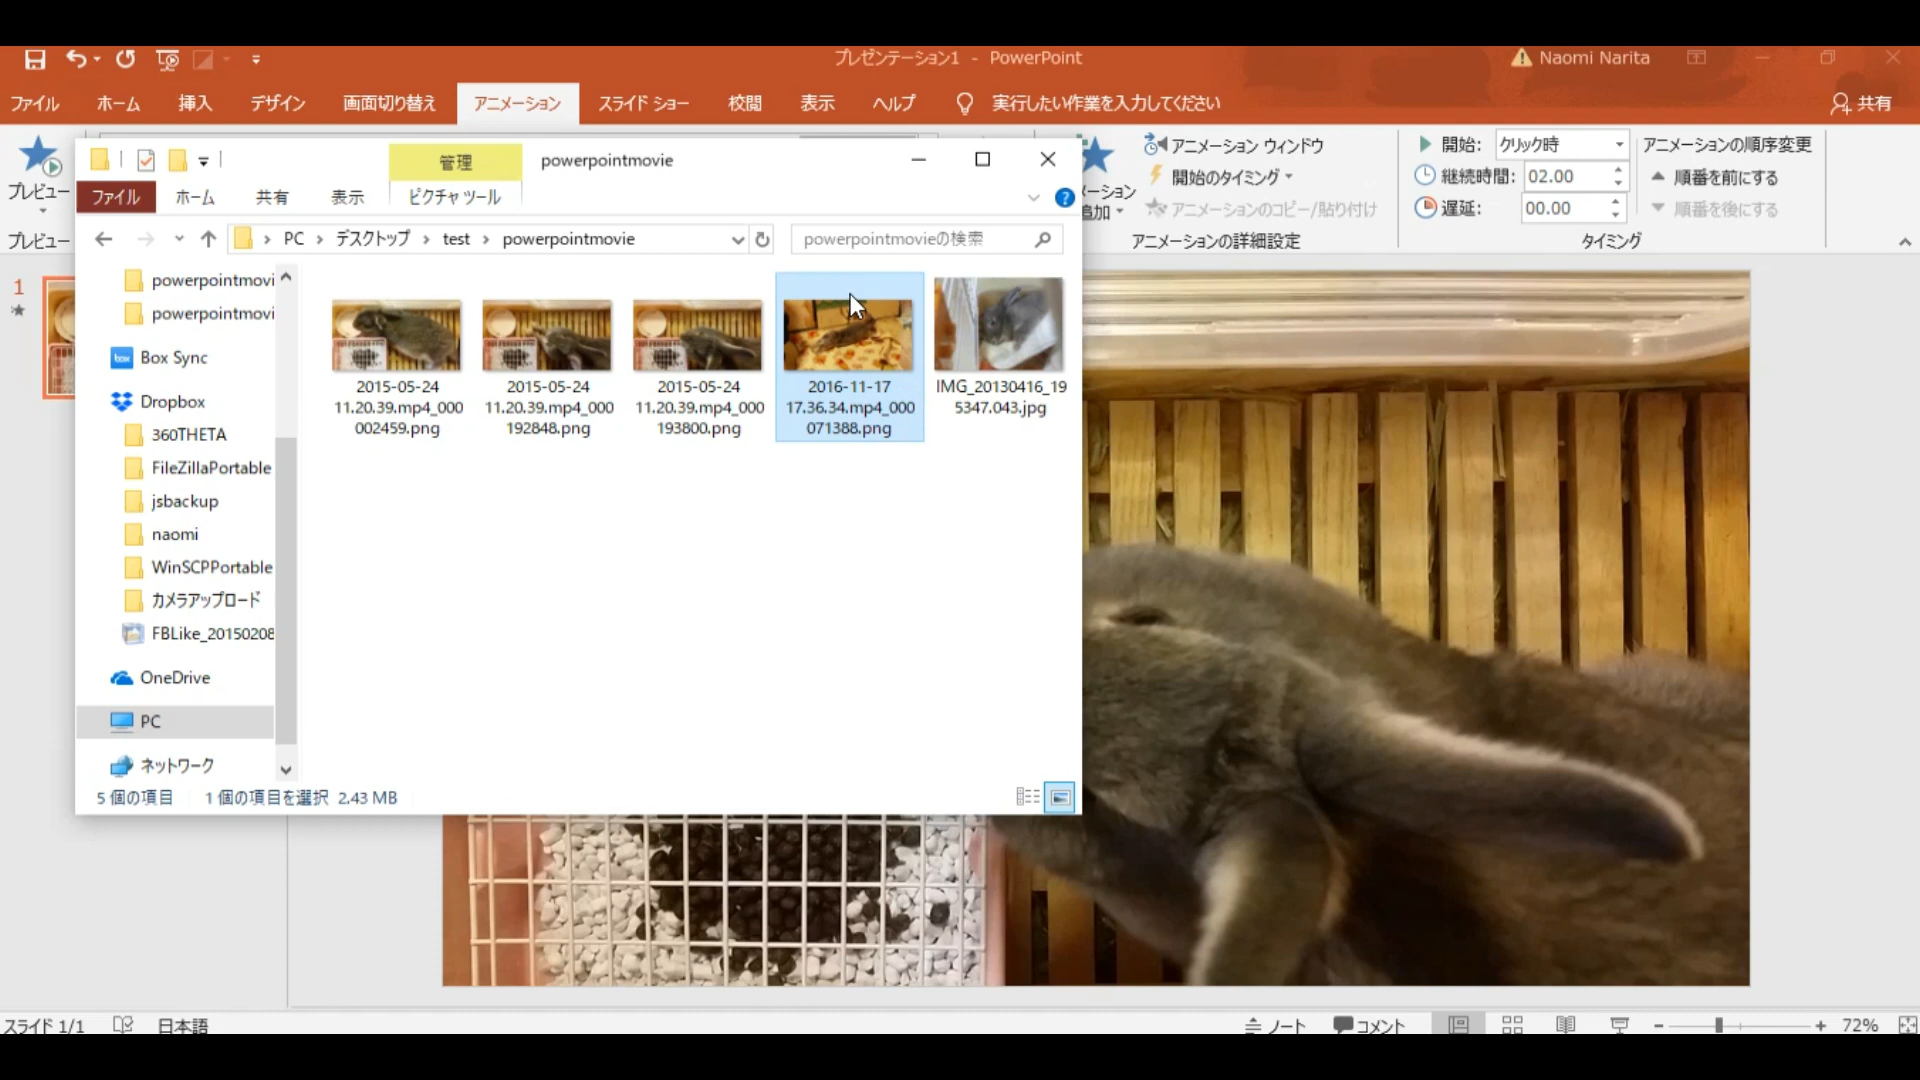 プレゼンテーション1 - PowerPoint
Naomi Narita
ファイル ホーム 挿入 デザイン 画面切り替え アニメーション スライド ショー 校閲 表示 ヘルプ 実行したい作業を入力してください 共有
プレビュー
プレビュー
ーション
追加
アニメーション ウィンドウ
開始のタイミング
アニメーションのコピー/貼り付け
アニメーションの詳細設定
開始: クリック時
継続時間: 02.00
遅延: 00.00
アニメーションの順序変更
順番を前にする
順番を後にする
タイミング
管理 powerpointmovie
ファイル ホーム 共有 表示 ピクチャ ツール
PC デスクトップ test powerpointmovie
powerpointmovieの検索
powerpointmovi
powerpointmovi
box Box Sync
Dropbox
360THETA
FileZillaPortable
jsbackup
naomi
WinSCPPortable
カメラアップロード
FBLike_20150208
OneDrive
PC
ネットワーク
2015-05-24
11.20.39.mp4_000
002459.png
2015-05-24
11.20.39.mp4_000
192848.png
2015-05-24
11.20.39.mp4_000
193800.png
2016-11-17
17.36.34.mp4_000
071388.png
IMG_20130416_19
5347.043.jpg
5 個の項目 1 個の項目を選択 2.43 MB
1
スライド 1/1 日本語
ノート コメント 72%